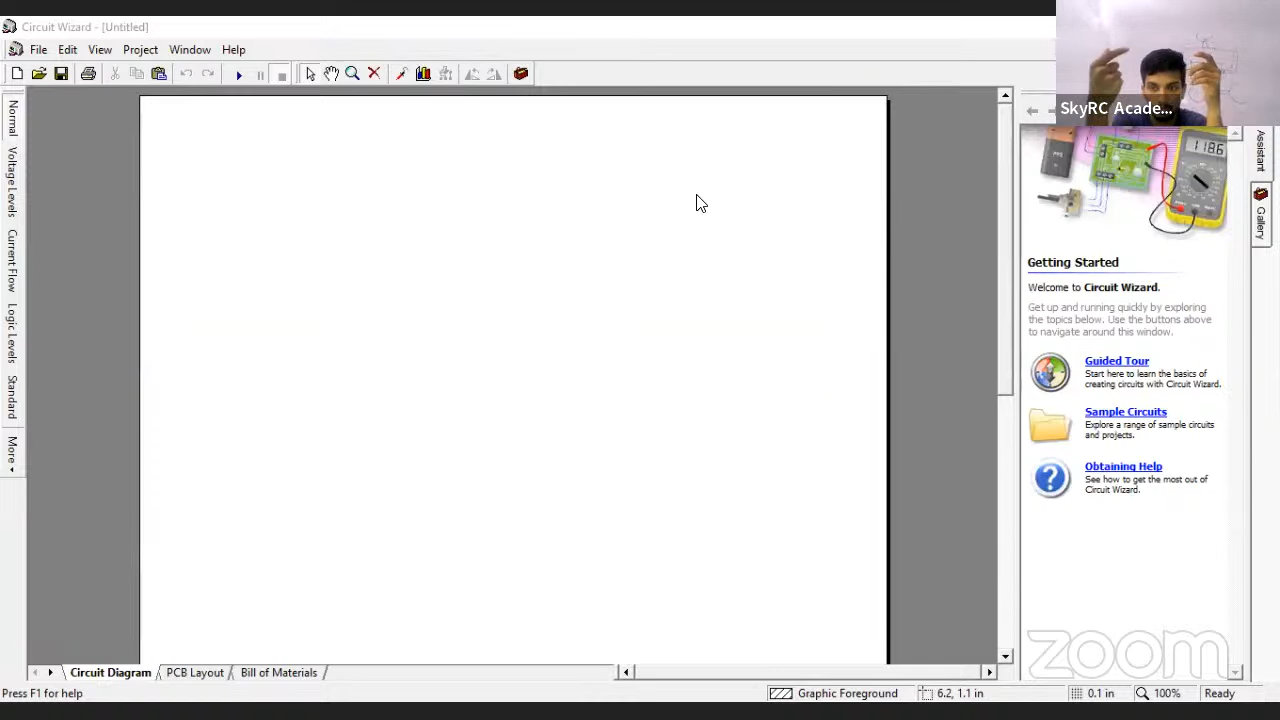 Circuit Wizard - [Untitled]
File Edit View Project Window Help
SkyRC Acade...
Normal
Voltage Levels
Current Flow
Logic Levels
Standard
More
118.6
Assistant
Gallery
Getting Started
Welcome to Circuit Wizard.
Get up and running quickly by exploring
the topics below. Use the buttons above
to navigate around this window.
Guided Tour
Start here to learn the basics of
creating circuits with Circuit Wizard.
Sample Circuits
Explore a range of sample circuits
and projects.
Obtaining Help
See how to get the most out of
Circuit Wizard.
zoom
Circuit Diagram PCB Layout Bill of Materials
Press F1 for help Graphic Foreground 6.2, 1.1 in 0.1 in 100% Ready